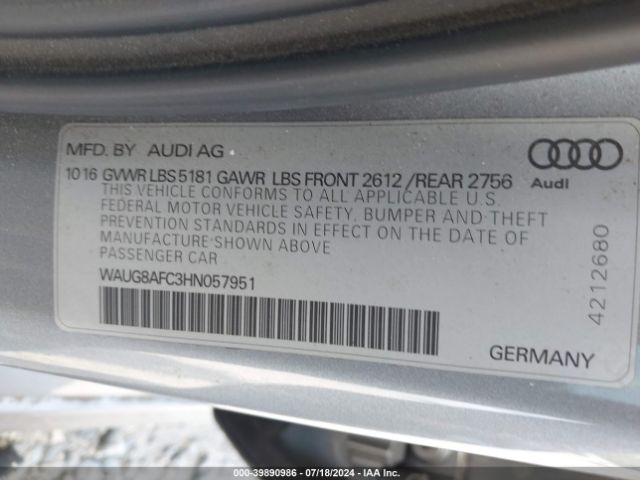 MFD. BY AUDI AG
1016 GVWR LBS 5181 GAWR LBS FRONT 2612 / REAR 2756
THIS VEHICLE CONFORMS TO ALL APPLICABLE U.S.
FEDERAL MOTOR VEHICLE SAFETY, BUMPER AND THEFT
PREVENTION STANDARDS IN EFFECT ON THE DATE OF
MANUFACTURE SHOWN ABOVE
PASSENGER CAR
WAUG8AFC3HN057951
Audi
4212680
GERMANY
000-39890986 - 07/18/2024 - IAA Inc.